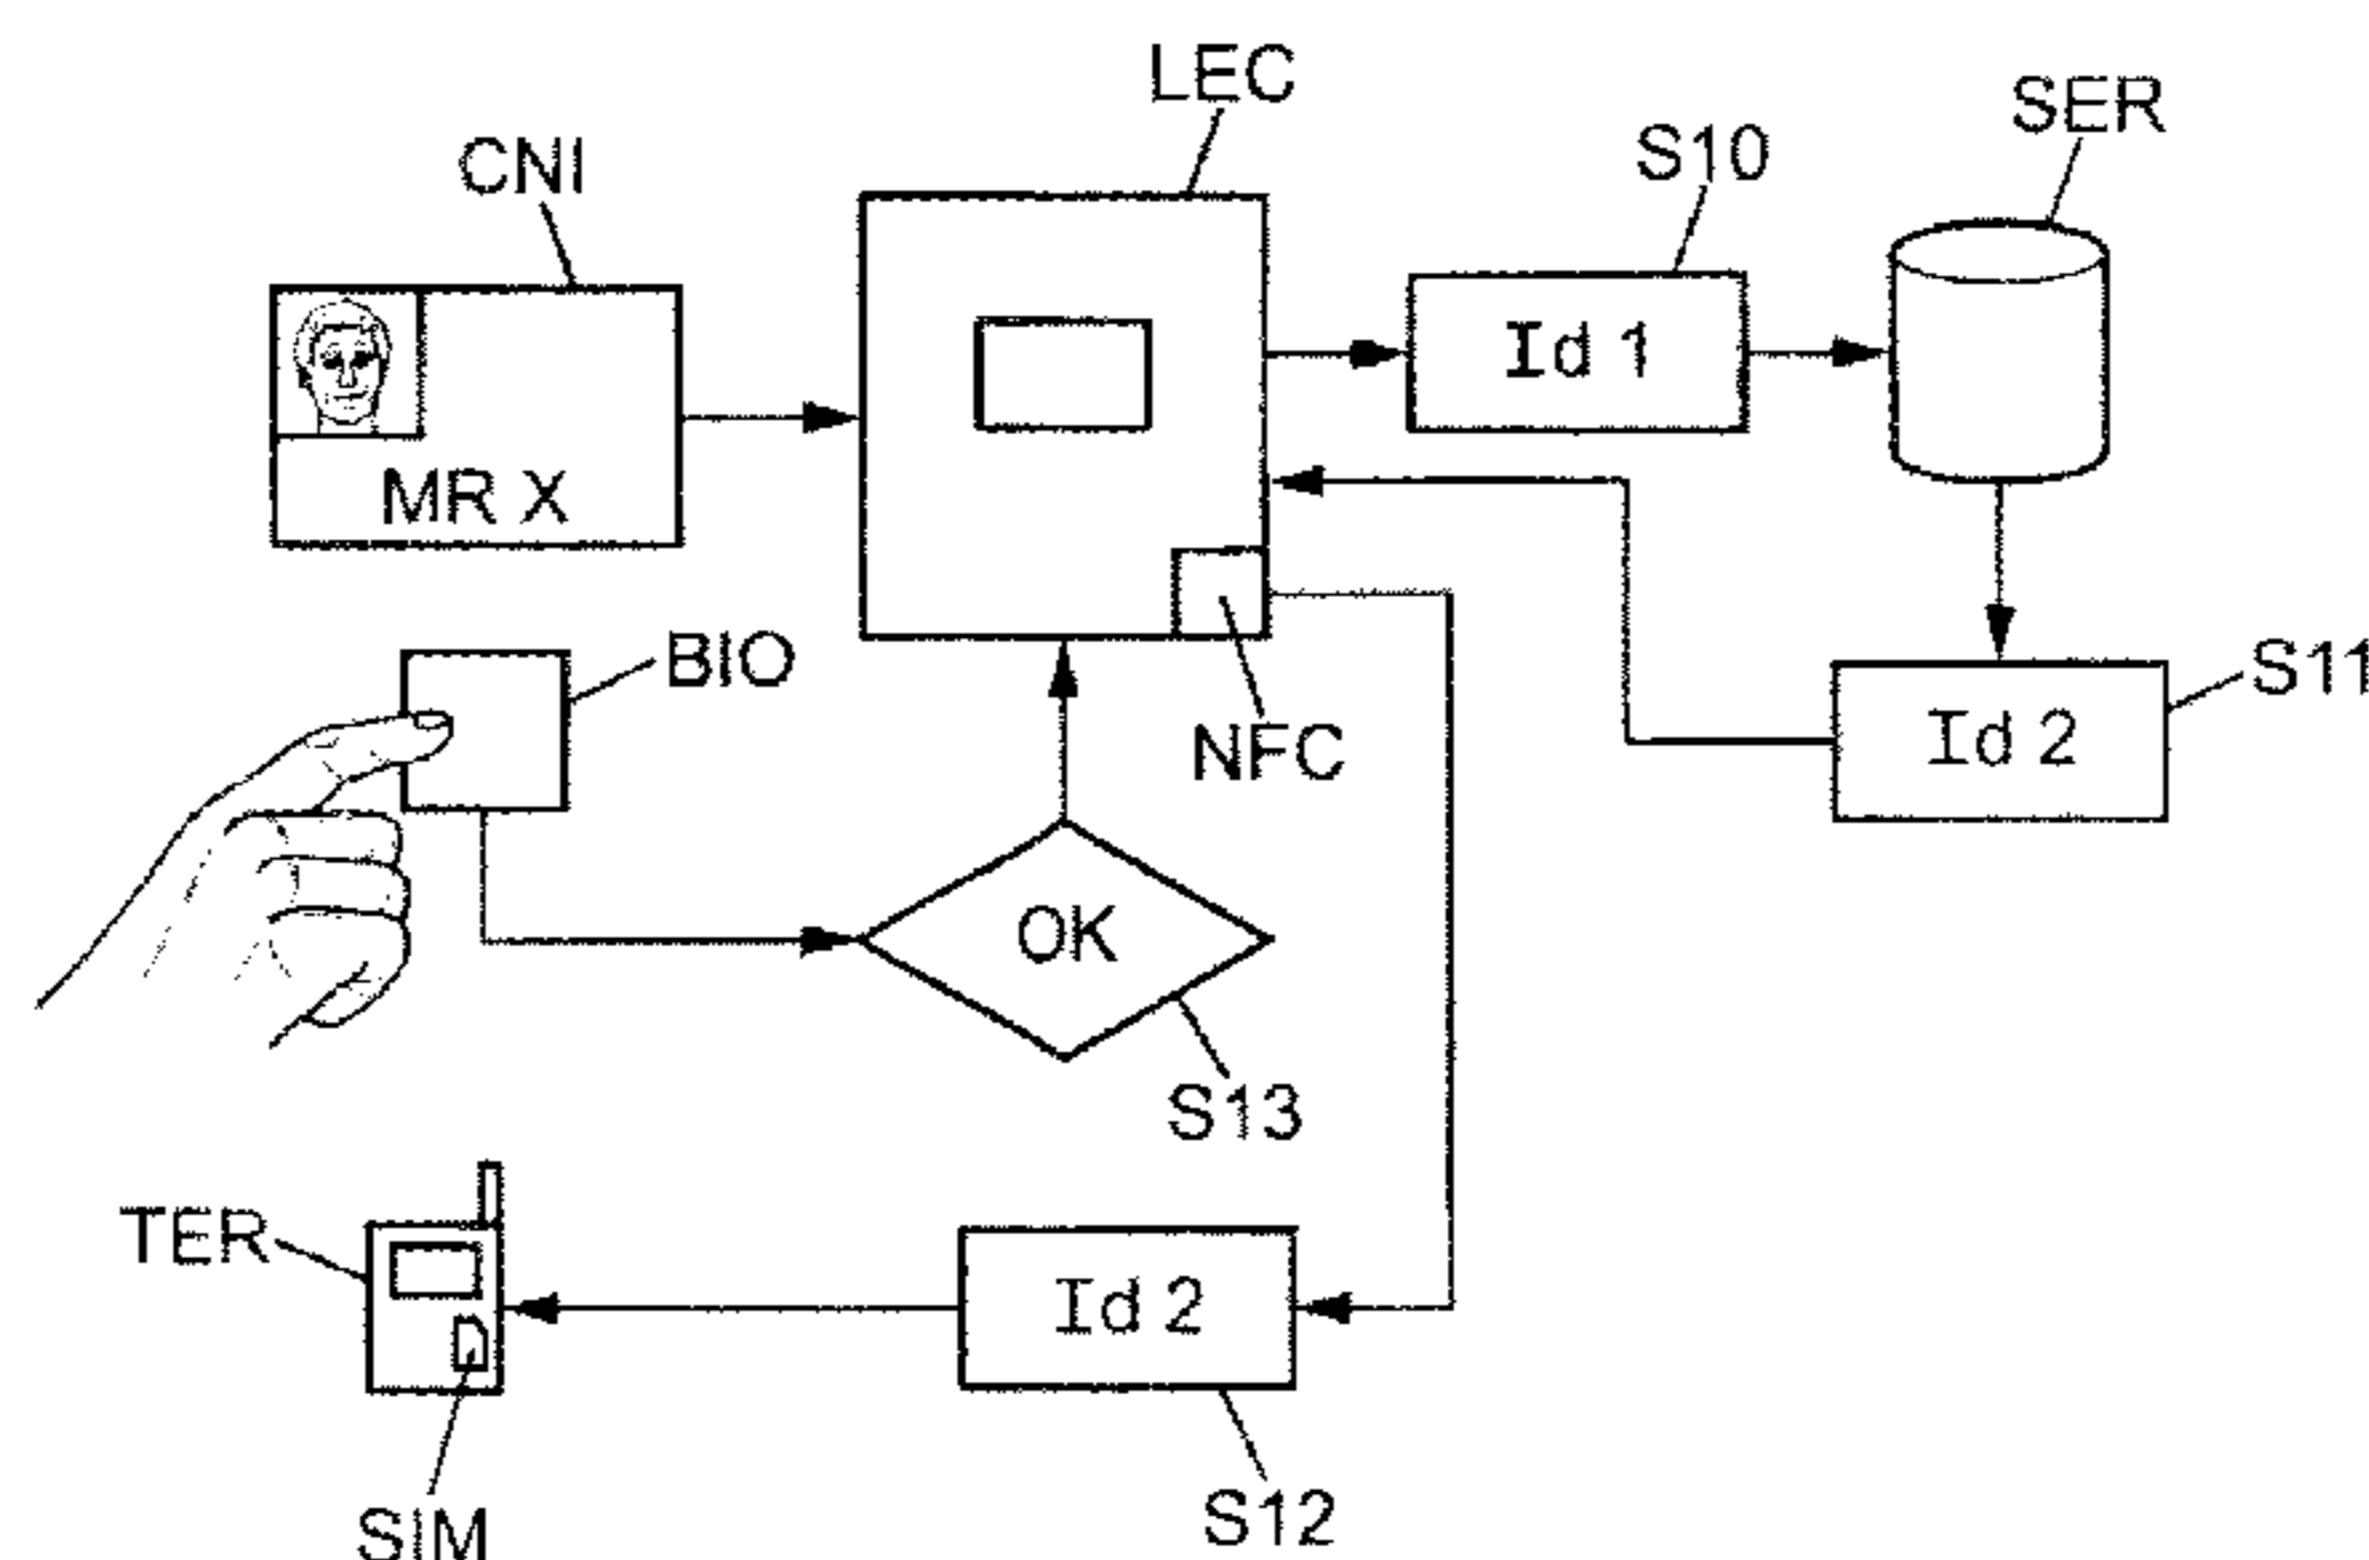 LEC
SER
S10
CNI
Id 1
MR X
BIO
S11
NFC
Id 2
OK
S13
TER
Id 2
S12
SIM